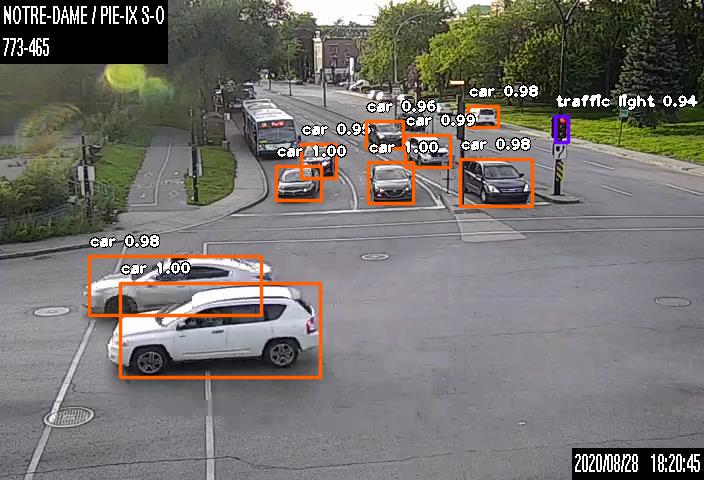 NOTRE-DAME / PIE-IX S-O
773-465
car 0.98
traffic light 0.94
car 0.96
car 0.99
car 0.95
car 1.00
car 1.00
car 0.98
car 0.98
car 1.00
2020/08/28 18:20:45